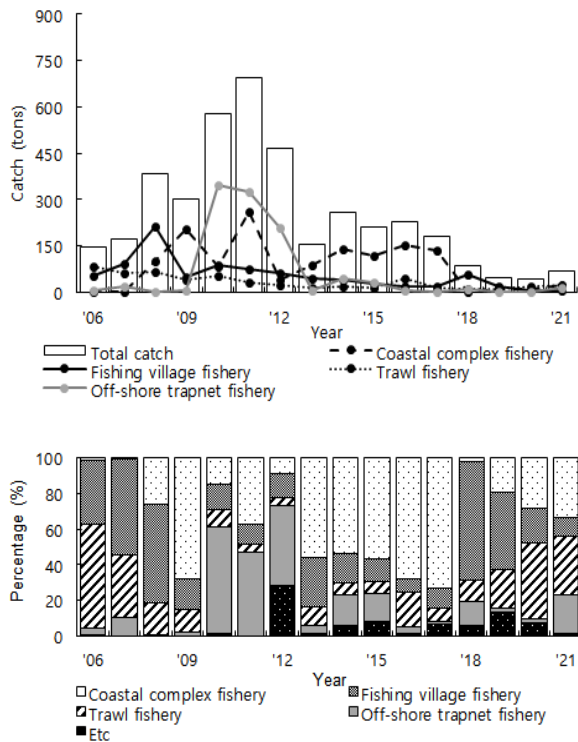 900
750
600
450
300
150
0
Catch (tons)
'06 '09 '12 '15 '18 '21
Year
Total catch
Coastal complex fishery
Fishing village fishery
Trawl fishery
Off-shore trapnet fishery
100
80
60
40
20
0
Percentage (%)
'06 '09 '12 '15 '18 '21
Year
Coastal complex fishery
Fishing village fishery
Trawl fishery
Off-shore trapnet fishery
Etc